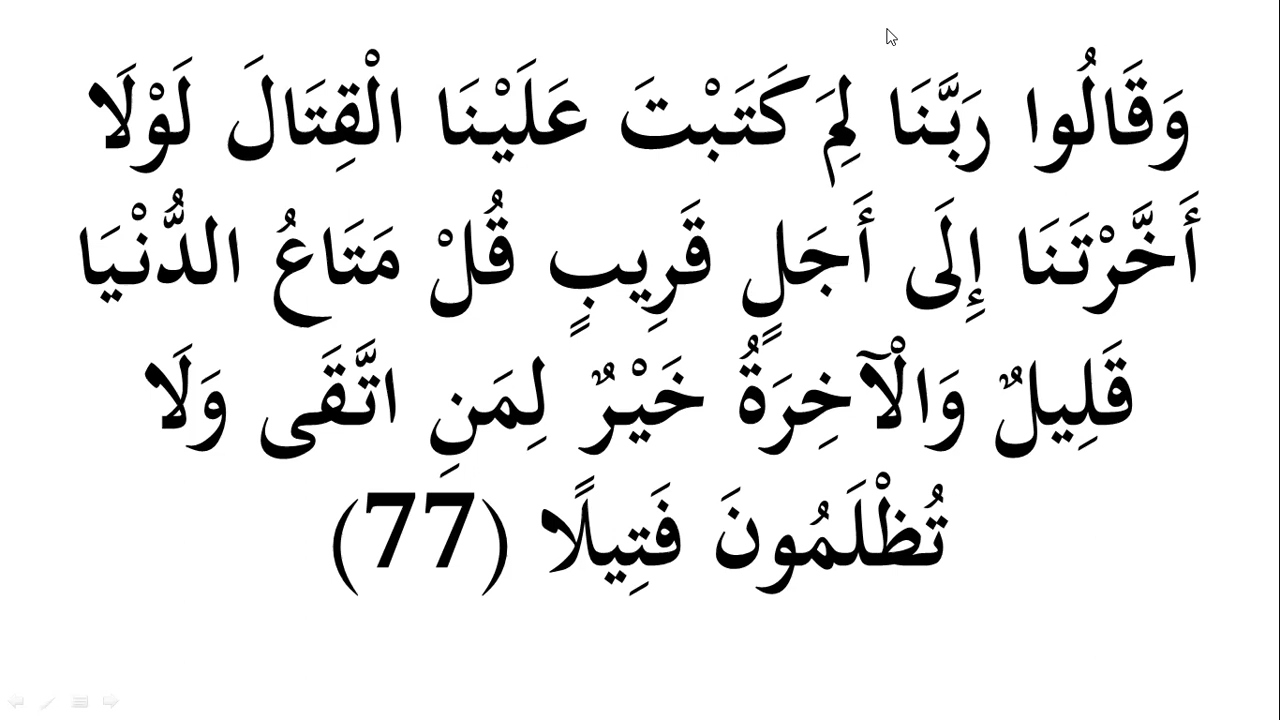 وَقَالُوا رَبَّنَا لِمَ كَتَبْتَ عَلَيْنَا الْقِتَالَ لَوْلَا
أَخَّرْتَنَا إِلَى أَجَلٍ قَرِيبٍ قُلْ مَتَاعُ الدُّنْيَا
قَلِيلٌ وَالْآخِرَةُ خَيْرٌ لِمَنِ اتَّقَى وَلَا
تُظْلَمُونَ فَتِيلًا (77)